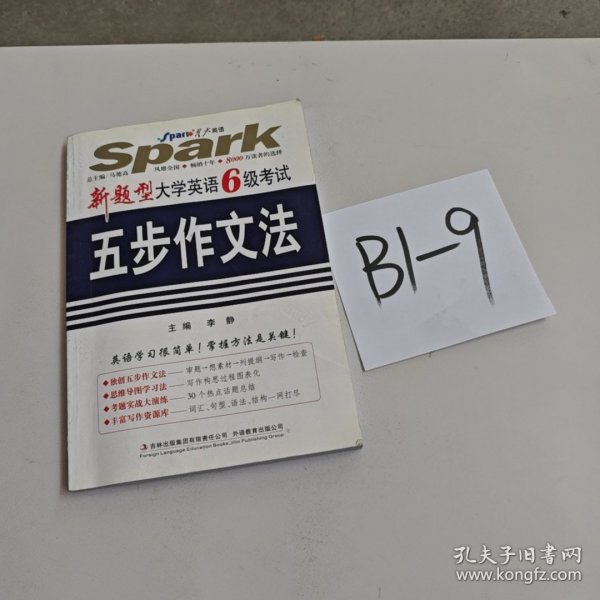 Spark星火英语
Spark
总主编/马德高 风靡全国◆畅销十年◆8000万读者的选择
新题型大学英语6级考试
五步作文法
主编 李静
英语学习很简单！掌握方法是关键！
◆独创五步作文法——审题→想素材→列提纲→写作→检查
◆思维导图学习法——写作构思过程图表化
◆考题实战大演练——30个热点话题总结
◆丰富写作资源库——词汇、句型、语法、结构一网打尽
吉林出版集团有限责任公司 外语教育出版公司
Foreign Language Education Books, Jilin Publishing Group
B1-9
孔夫子旧书网
www.kongfz.com